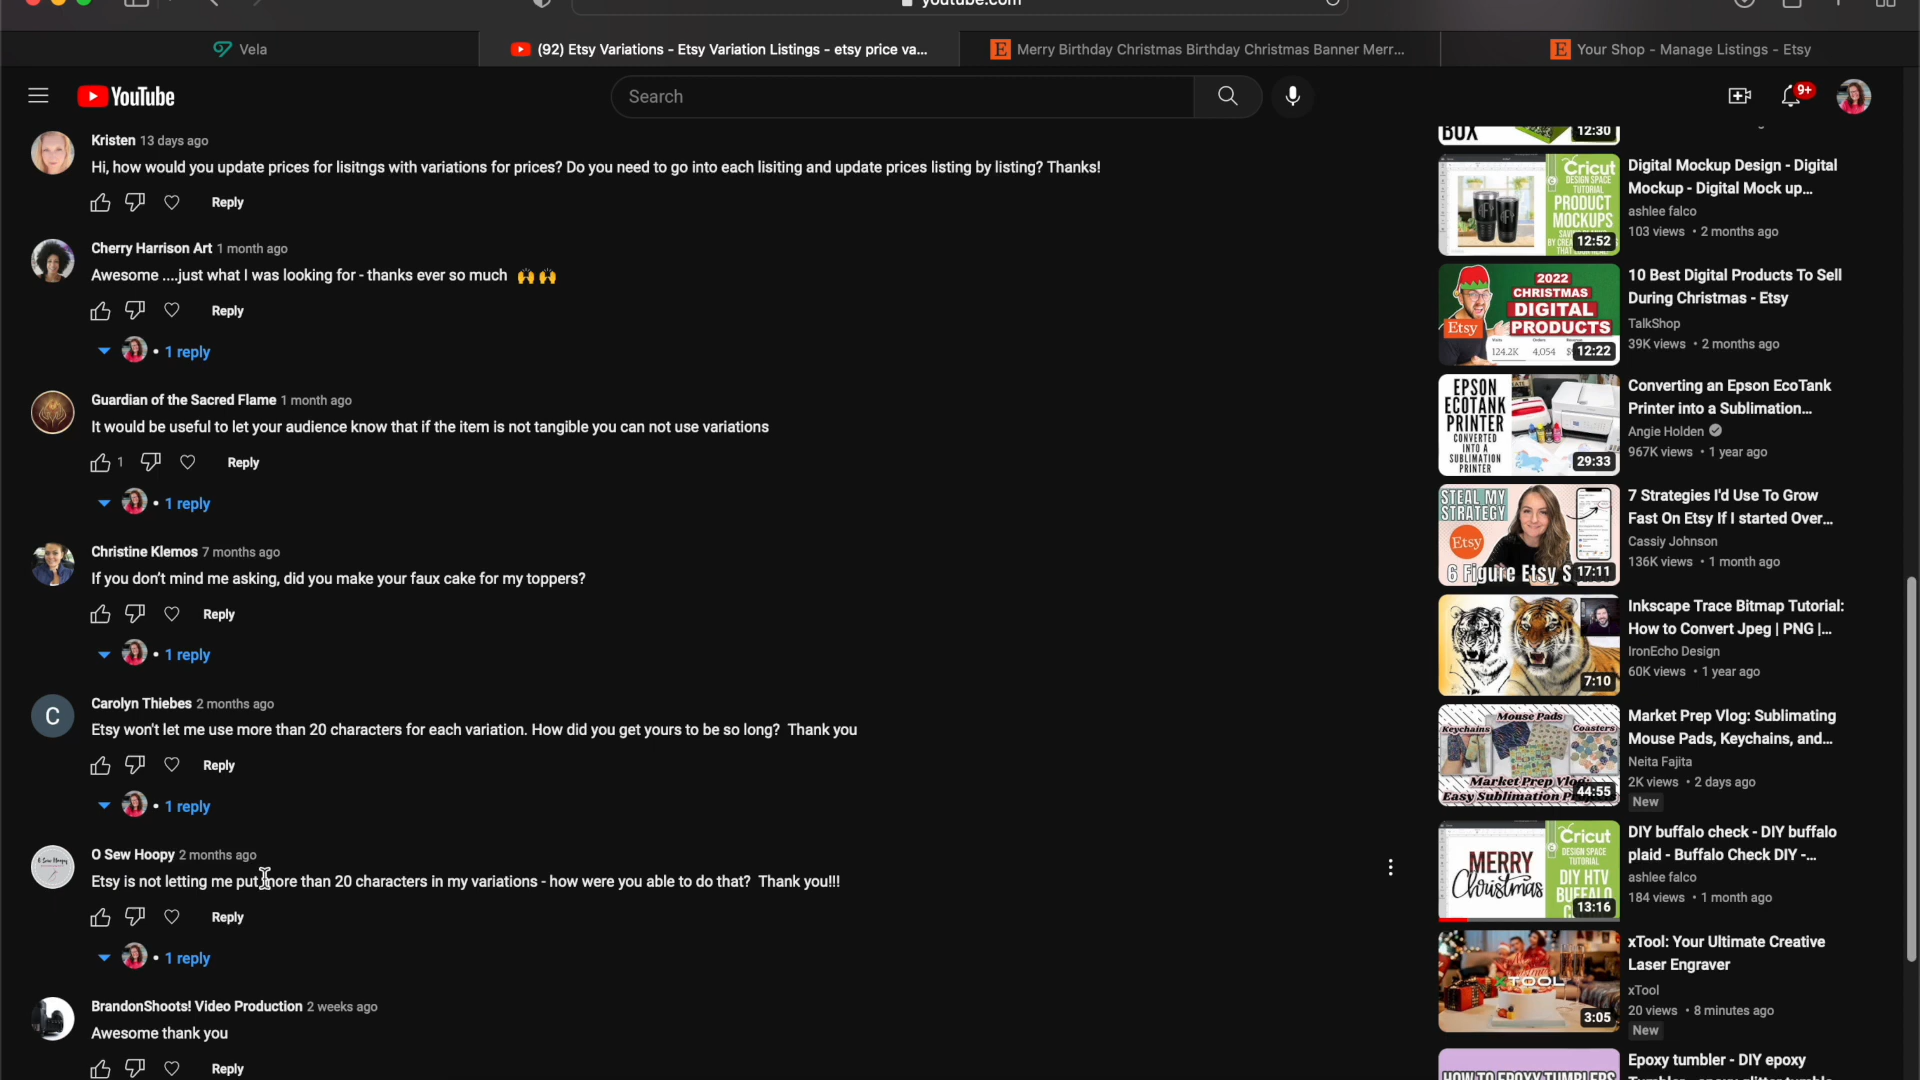 youtube.com
Vela
(92) Etsy Variations - Etsy Variation Listings - etsy price va...
Merry Birthday Christmas Birthday Christmas Banner Merr...
Your Shop - Manage Listings - Etsy
YouTube
Search
9+
Kristen 13 days ago
Hi, how would you update prices for lisitngs with variations for prices? Do you need to go into each lisiting and update prices listing by listing? Thanks!
Reply
Cherry Harrison Art 1 month ago
Awesome ....just what I was looking for - thanks ever so much 🙌🙌
Reply
• 1 reply
Guardian of the Sacred Flame 1 month ago
It would be useful to let your audience know that if the item is not tangible you can not use variations
1 Reply
• 1 reply
Christine Klemos 7 months ago
If you don't mind me asking, did you make your faux cake for my toppers?
Reply
• 1 reply
C
Carolyn Thiebes 2 months ago
Etsy won't let me use more than 20 characters for each variation. How did you get yours to be so long? Thank you
Reply
• 1 reply
O Sew Hoopy 2 months ago
Etsy is not letting me put more than 20 characters in my variations - how were you able to do that? Thank you!!!
Reply
• 1 reply
BrandonShoots! Video Production 2 weeks ago
Awesome thank you
Reply
BOX
12:30
Cricut
DESIGN SPACE
TUTORIAL
PRODUCT
MOCKUPS
12:52
Digital Mockup Design - Digital
Mockup - Digital Mock up...
ashlee falco
103 views • 2 months ago
2022
CHRISTMAS
DIGITAL
PRODUCTS
Etsy
124.2K 4,054
12:22
10 Best Digital Products To Sell
During Christmas - Etsy
TalkShop
39K views • 2 months ago
EPSON
ECOTANK
PRINTER
CONVERTED
INTO A
SUBLIMATION
PRINTER
29:33
Converting an Epson EcoTank
Printer into a Sublimation...
Angie Holden
967K views • 1 year ago
STEAL MY
STRATEGY
Etsy
6 Figure Etsy S
17:11
7 Strategies I'd Use To Grow
Fast On Etsy If I started Over...
Cassiy Johnson
136K views • 1 month ago
7:10
Inkscape Trace Bitmap Tutorial:
How to Convert Jpeg | PNG |...
IronEcho Design
60K views • 1 year ago
Mouse Pads
Keychains
Coasters
Market Prep Vlog:
Easy Sublimation P
44:55
Market Prep Vlog: Sublimating
Mouse Pads, Keychains, and...
Neita Fajita
2K views • 2 days ago
New
MERRY
Christmas
Cricut
DESIGN SPACE
TUTORIAL
DIY HTV
BUFFALO
13:16
DIY buffalo check - DIY buffalo
plaid - Buffalo Check DIY -...
ashlee falco
184 views • 1 month ago
XTOOL
3:05
xTool: Your Ultimate Creative
Laser Engraver
xTool
20 views • 8 minutes ago
New
HOW TO EPOXY TUMBLERS
Epoxy tumbler - DIY epoxy